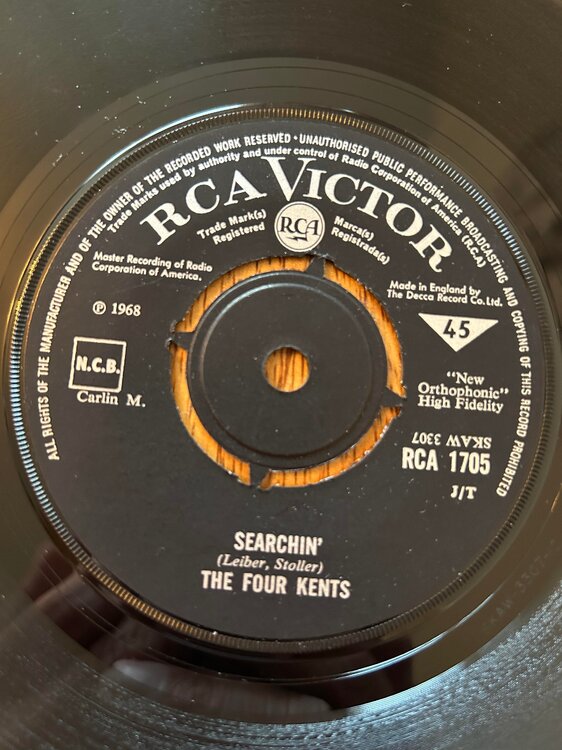 ALL RIGHTS OF THE MANUFACTURER AND OF THE OWNER OF THE RECORDED WORK RESERVED • UNAUTHORISED PUBLIC PERFORMANCE BROADCASTING AND COPYING OF THIS RECORD PROHIBITED
Trade Marks used by authority and under control of Radio Corporation of America. (R.C.A)
RCA VICTOR
Trade Mark(s)
Registered
RCA
Marca(s)
Registrada(s)
Master Recording of Radio
Corporation of America.
Made in England by
The Decca Record Co. Ltd.
℗ 1968
45
N.C.B.
Carlin M.
"New
Orthophonic"
High Fidelity
SKAW 3307
RCA 1705
J/T
SEARCHIN'
(Leiber, Stoller)
THE FOUR KENTS